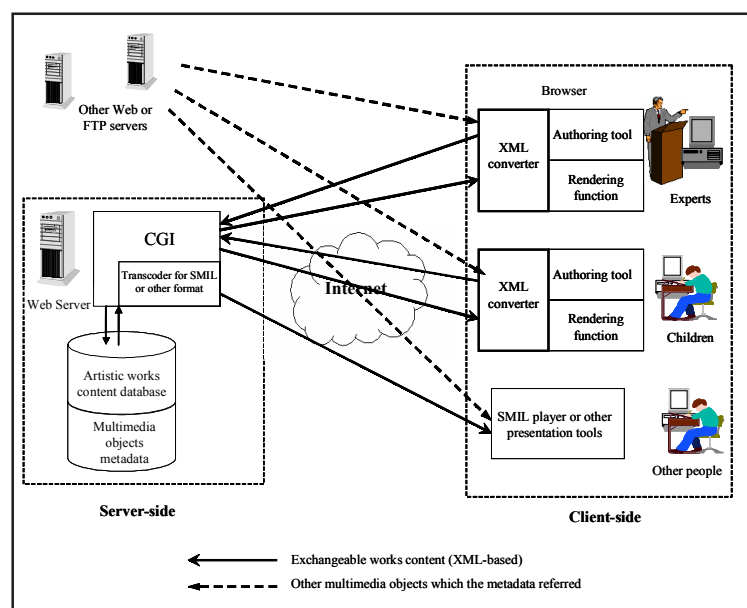 Other Web or
FTP servers
Browser
XML
converter
Authoring tool
Rendering
function
Experts
Web Server
CGI
Transcoder for SMIL
or other format
Internet
XML
converter
Authoring tool
Rendering
function
Children
Artistic works
content database
Multimedia
objects
metadata
SMIL player or other
presentation tools
Other people
Server-side
Client-side
Exchangeable works content (XML-based)
Other multimedia objects which the metadata referred